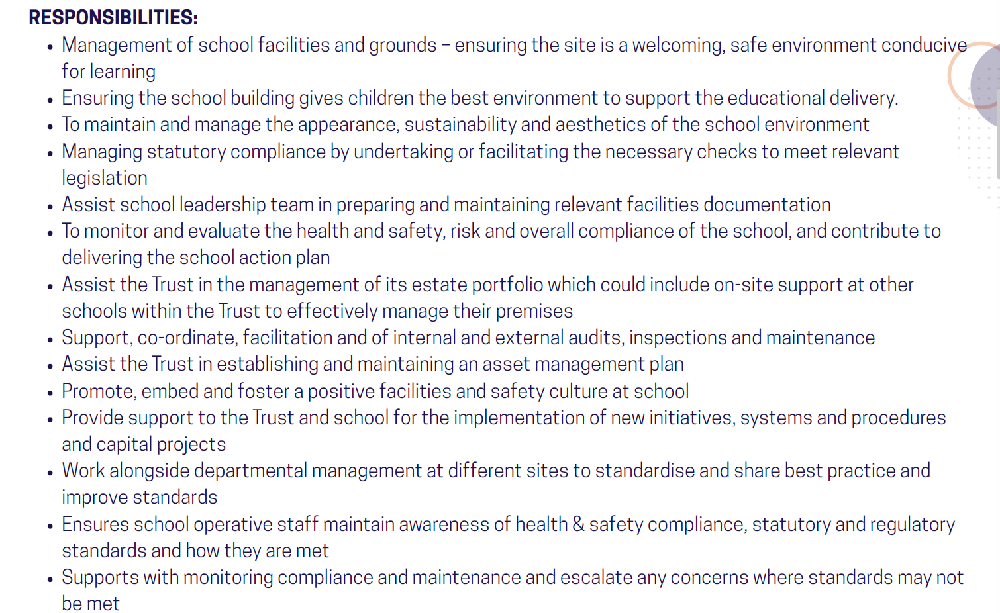 RESPONSIBILITIES:
• Management of school facilities and grounds – ensuring the site is a welcoming, safe environment conducive
for learning
• Ensuring the school building gives children the best environment to support the educational delivery.
• To maintain and manage the appearance, sustainability and aesthetics of the school environment
• Managing statutory compliance by undertaking or facilitating the necessary checks to meet relevant
legislation
• Assist school leadership team in preparing and maintaining relevant facilities documentation
• To monitor and evaluate the health and safety, risk and overall compliance of the school, and contribute to
delivering the school action plan
• Assist the Trust in the management of its estate portfolio which could include on-site support at other
schools within the Trust to effectively manage their premises
• Support, co-ordinate, facilitation and of internal and external audits, inspections and maintenance
• Assist the Trust in establishing and maintaining an asset management plan
• Promote, embed and foster a positive facilities and safety culture at school
• Provide support to the Trust and school for the implementation of new initiatives, systems and procedures
and capital projects
• Work alongside departmental management at different sites to standardise and share best practice and
improve standards
• Ensures school operative staff maintain awareness of health & safety compliance, statutory and regulatory
standards and how they are met
• Supports with monitoring compliance and maintenance and escalate any concerns where standards may not
be met